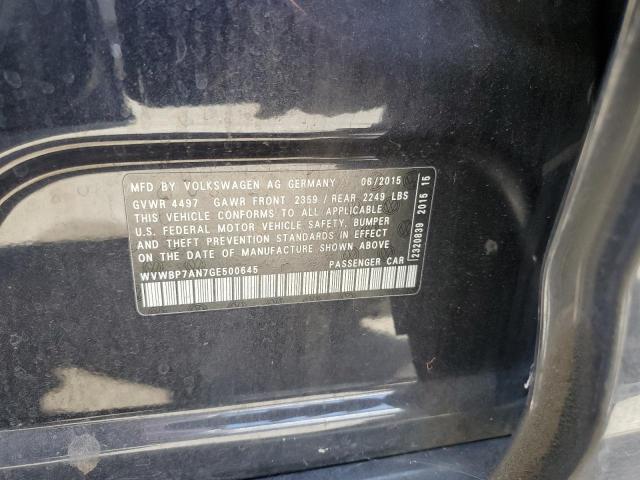 MFD BY VOLKSWAGEN AG GERMANY 06/2015
GVWR 4497 GAWR FRONT 2359 / REAR 2249 LBS
THIS VEHICLE CONFORMS TO ALL APPLICABLE
U.S. FEDERAL MOTOR VEHICLE SAFETY, BUMPER
AND THEFT PREVENTION STANDARDS IN EFFECT
ON THE DATE OF MANUFACTURE SHOWN ABOVE
WVWBP7AN7GE500645 PASSENGER CAR
2320839 2015 15